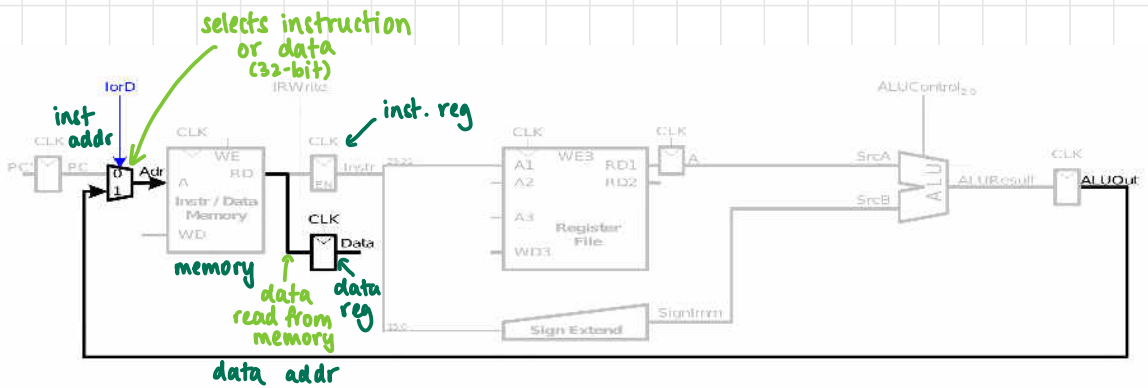 selects instruction
or data
(32-bit)
IorD
IRWrite
ALUControl2:0
inst
addr
inst. reg
CLK
CLK
CLK
CLK
CLK
CLK
PC'
PC
0
1
Adr
WE
A
RD
Instr / Data
Memory
WD
EN
Instr
25:21
A1
A2
A3
WD3
WE3
RD1
RD2
Register
File
A
SrcA
SrcB
ALU
ALUResult
ALUOut
CLK
Data
memory
data
read from
memory
data
reg
15:0
Sign Extend
SignImm
data addr